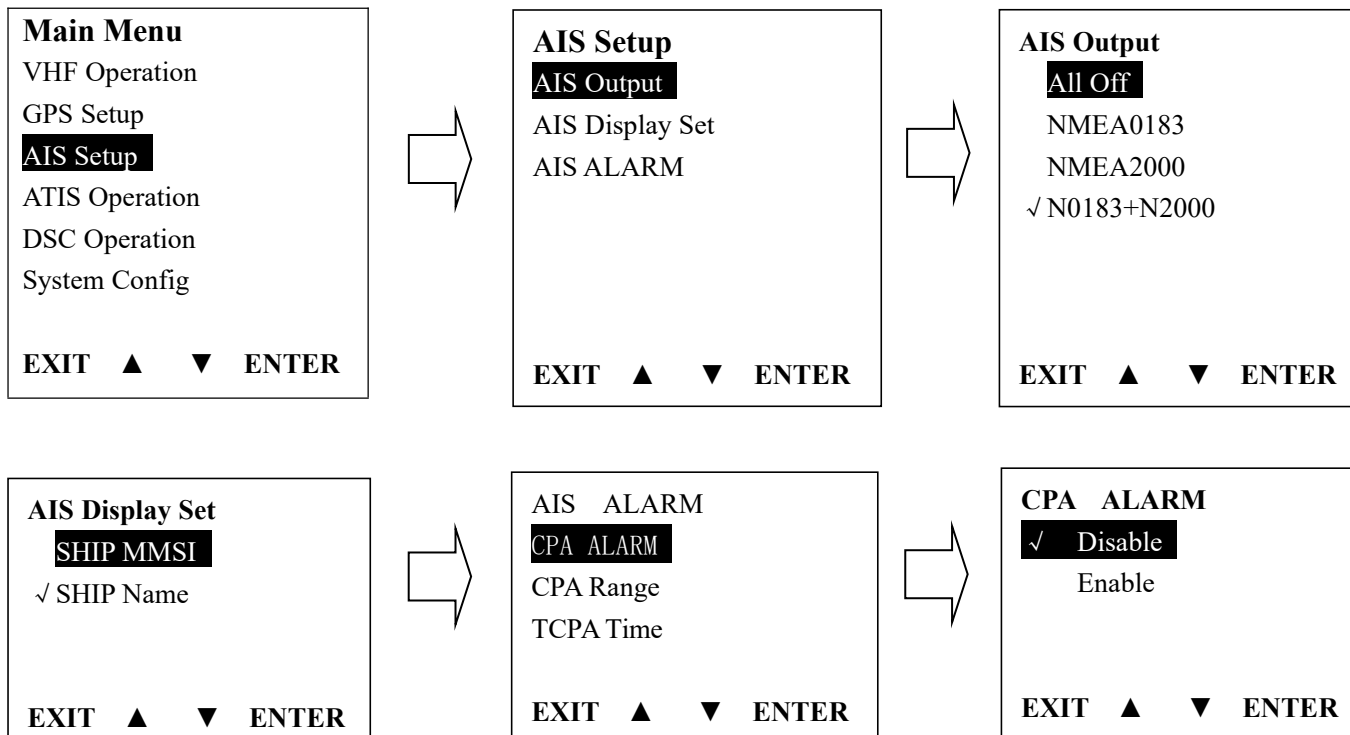 Main Menu
VHF Operation
GPS Setup
AIS Setup
ATIS Operation
DSC Operation
System Config
EXIT ▲ ▼ ENTER
AIS Setup
AIS Output
AIS Display Set
AIS ALARM
EXIT ▲ ▼ ENTER
AIS Output
All Off
NMEA0183
NMEA2000
√ N0183+N2000
EXIT ▲ ▼ ENTER
AIS Display Set
SHIP MMSI
√ SHIP Name
EXIT ▲ ▼ ENTER
AIS ALARM
CPA ALARM
CPA Range
TCPA Time
EXIT ▲ ▼ ENTER
CPA ALARM
√ Disable
Enable
EXIT ▲ ▼ ENTER